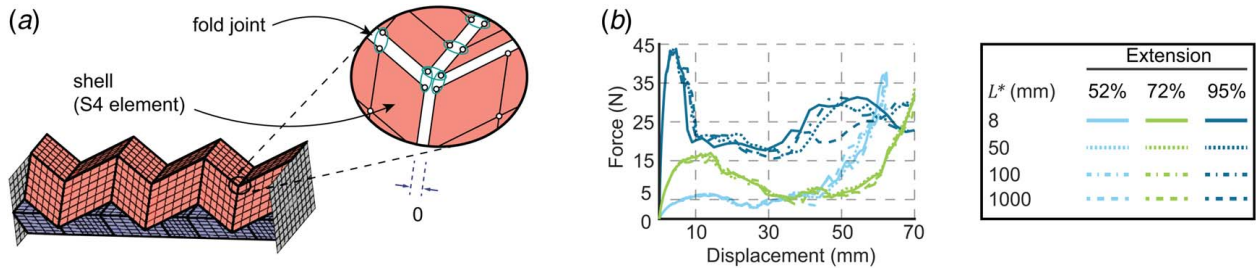 (a)
fold joint
shell
(S4 element)
0
(b)
Force (N)
45
35
25
15
5
0
10
30
50
70
Displacement (mm)
Extension
L* (mm) 52% 72% 95%
8
50
100
1000